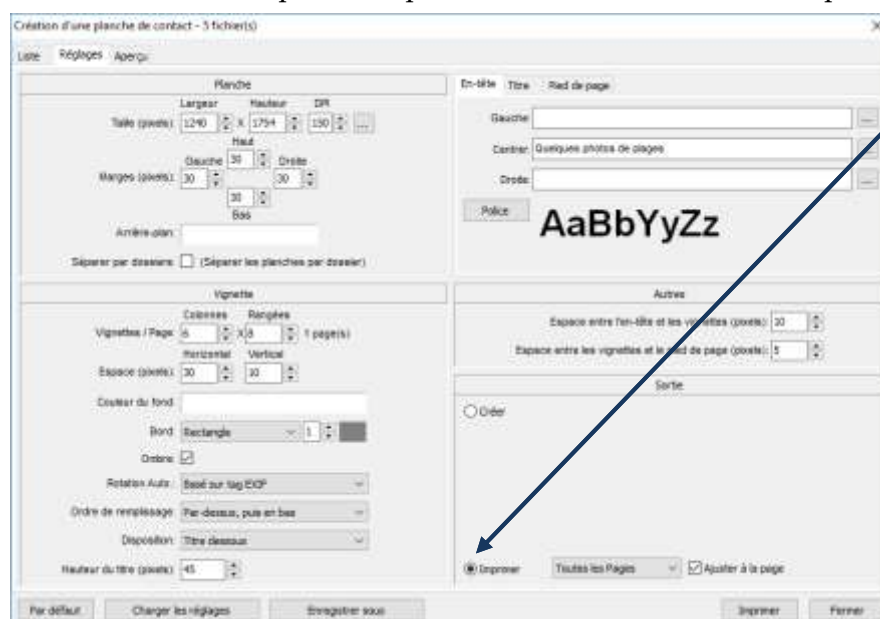 Création d'une planche de contact - 5 fichier(s)
Liste Réglages Aperçu
Planche
Largeur Hauteur DPI
Taille (pixels): 1240 X 1754 150 ...
Haut
Gauche 30 Droite
Marges (pixels): 30 30
30
Bas
Arrière-plan:
Séparer par dossiers: (Séparer les planches par dossier)
Vignette
Colonnes Rangées
Vignettes / Page: 6 X 8 1 page(s)
Horizontal Vertical
Espace (pixels): 30 10
Couleur du fond:
Bord: Rectangle 1
Ombre:
Rotation Auto.: Basé sur tag EXIF
Ordre de remplissage: Par-dessus, puis en bas
Disposition: Titre dessous
Hauteur du titre (pixels): 45
En-tête Titre Pied de page
Gauche: ...
Centrer: Quelques photos de plages ...
Droite: ...
Police AaBbYyZz
Autres
Espace entre l'en-tête et les vignettes (pixels): 10
Espace entre les vignettes et le pied de page (pixels): 5
Sortie
Créer
Imprimer Toutes les Pages Ajuster à la page
Par défaut Charger les réglages Enregistrer sous Imprimer Fermer